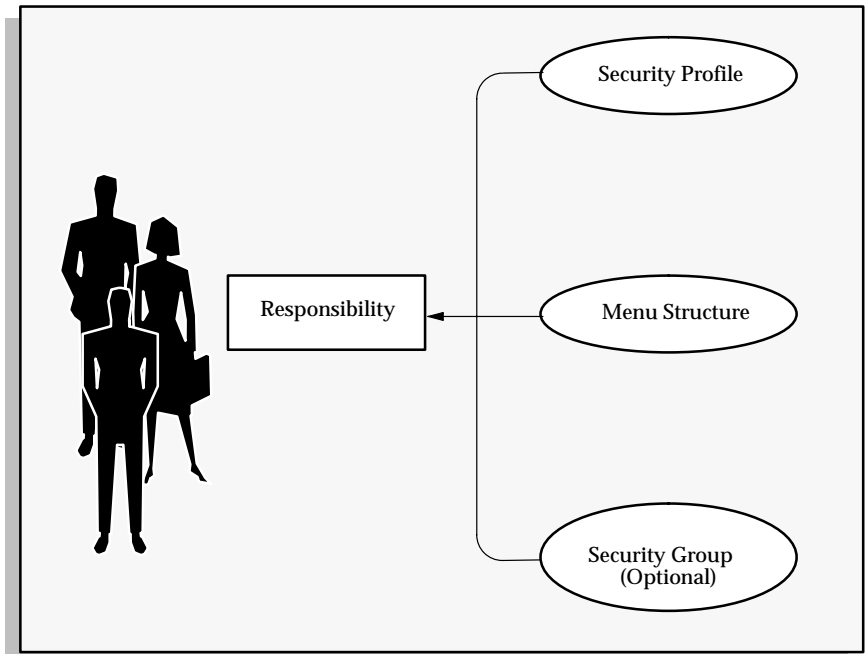 Security Profile
Responsibility
Menu Structure
Security Group
(Optional)